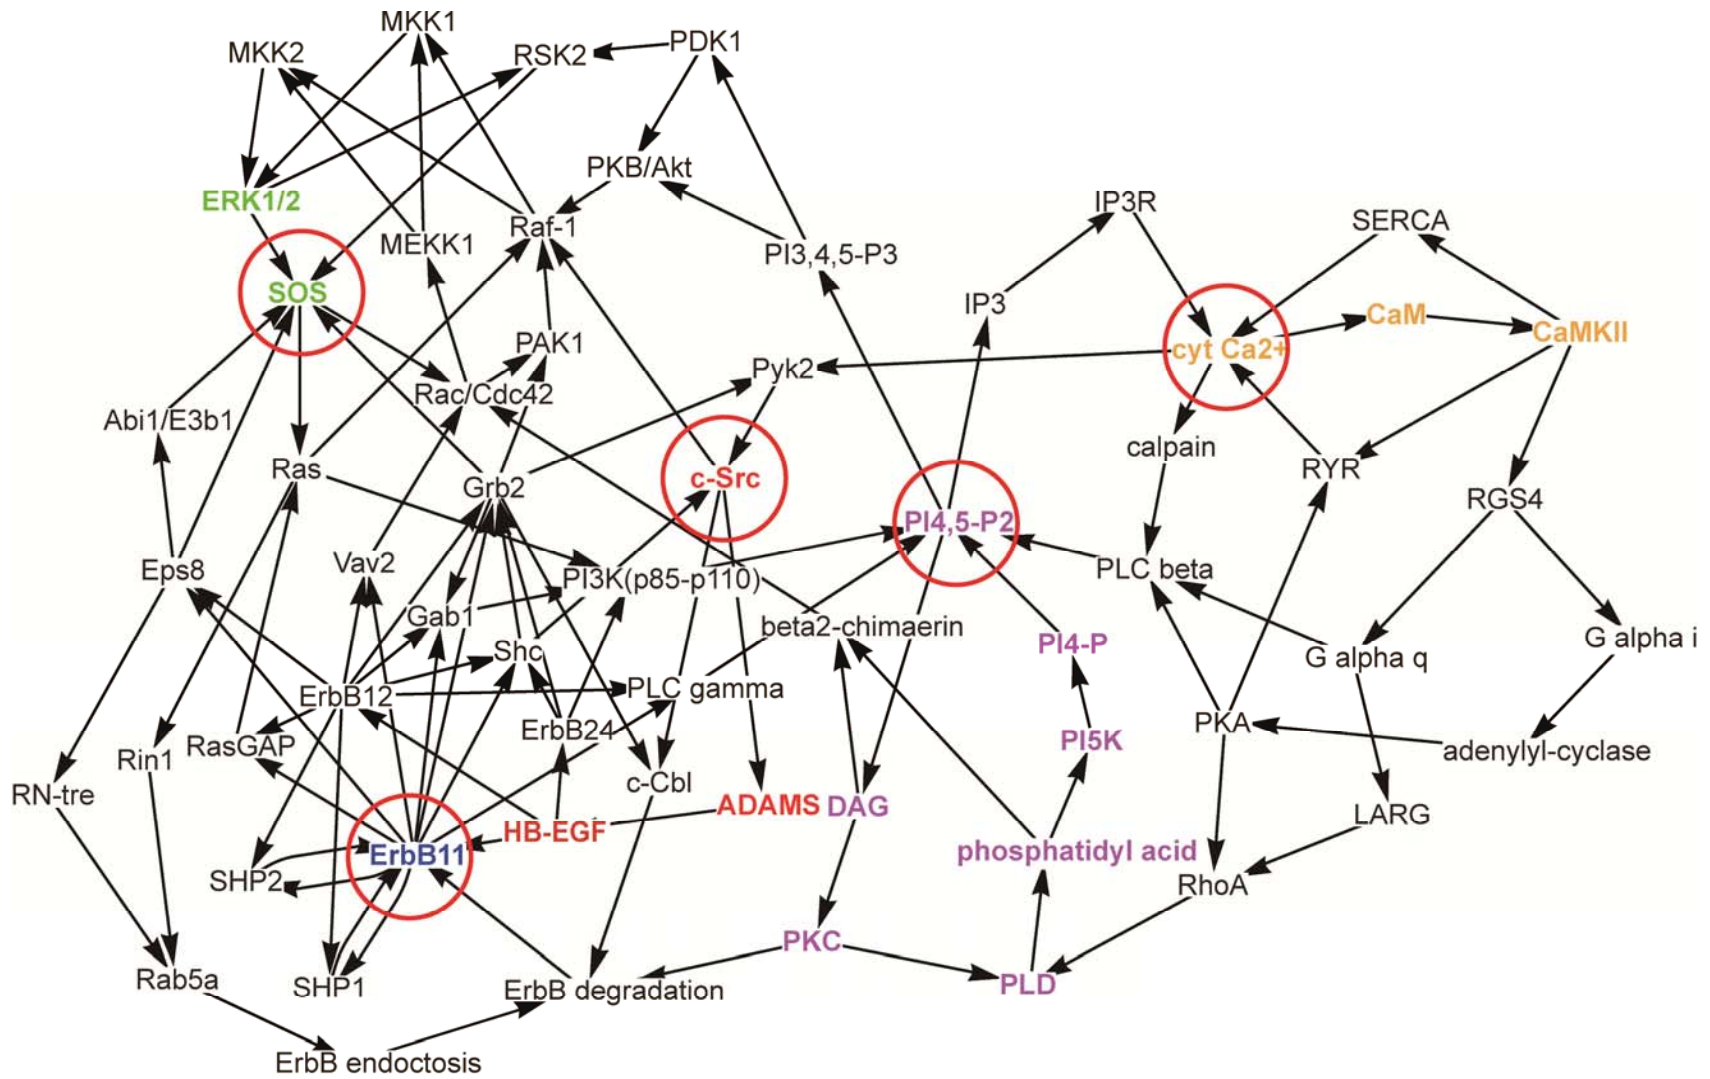 MKK1
MKK2
RSK2
PDK1
PKB/Akt
ERK1/2
IP3R
SERCA
Raf-1
MEKK1
PI3,4,5-P3
SOS
IP3
CaM
CaMKII
PAK1
cyt Ca2+
Pyk2
Rac/Cdc42
Abi1/E3b1
calpain
Ras
RYR
c-Src
Grb2
RGS4
PI4,5-P2
Vav2
Eps8
PLC beta
PI3K(p85-p110)
Gab1
beta2-chimaerin
PI4-P
G alpha i
Shc
G alpha q
PLC gamma
ErbB12
ErbB24
PKA
PI5K
RasGAP
adenylyl-cyclase
Rin1
c-Cbl
RN-tre
ADAMS
DAG
LARG
HB-EGF
phosphatidyl acid
ErbB11
SHP2
RhoA
PKC
Rab5a
SHP1
PLD
ErbB degradation
ErbB endoctosis